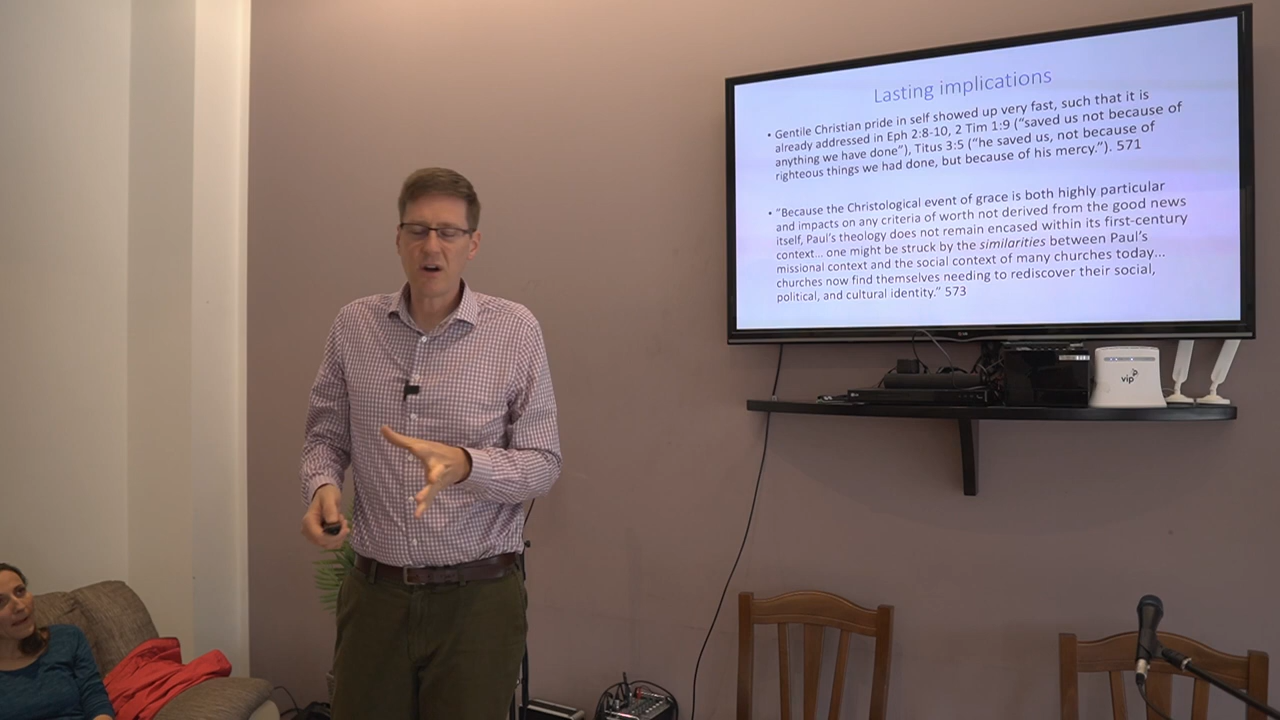 Lasting implications
• Gentile Christian pride in self showed up very fast, such that it is
already addressed in Eph 2:8-10, 2 Tim 1:9 (“saved us not because of
anything we have done”), Titus 3:5 (“he saved us, not because of
righteous things we had done, but because of his mercy.”). 571
• “Because the Christological event of grace is both highly particular
and impacts on any criteria of worth not derived from the good news
itself, Paul’s theology does not remain encased within its first-century
context… one might be struck by the similarities between Paul’s
missional context and the social context of many churches today…
churches now find themselves needing to rediscover their social,
political, and cultural identity.” 573
vip